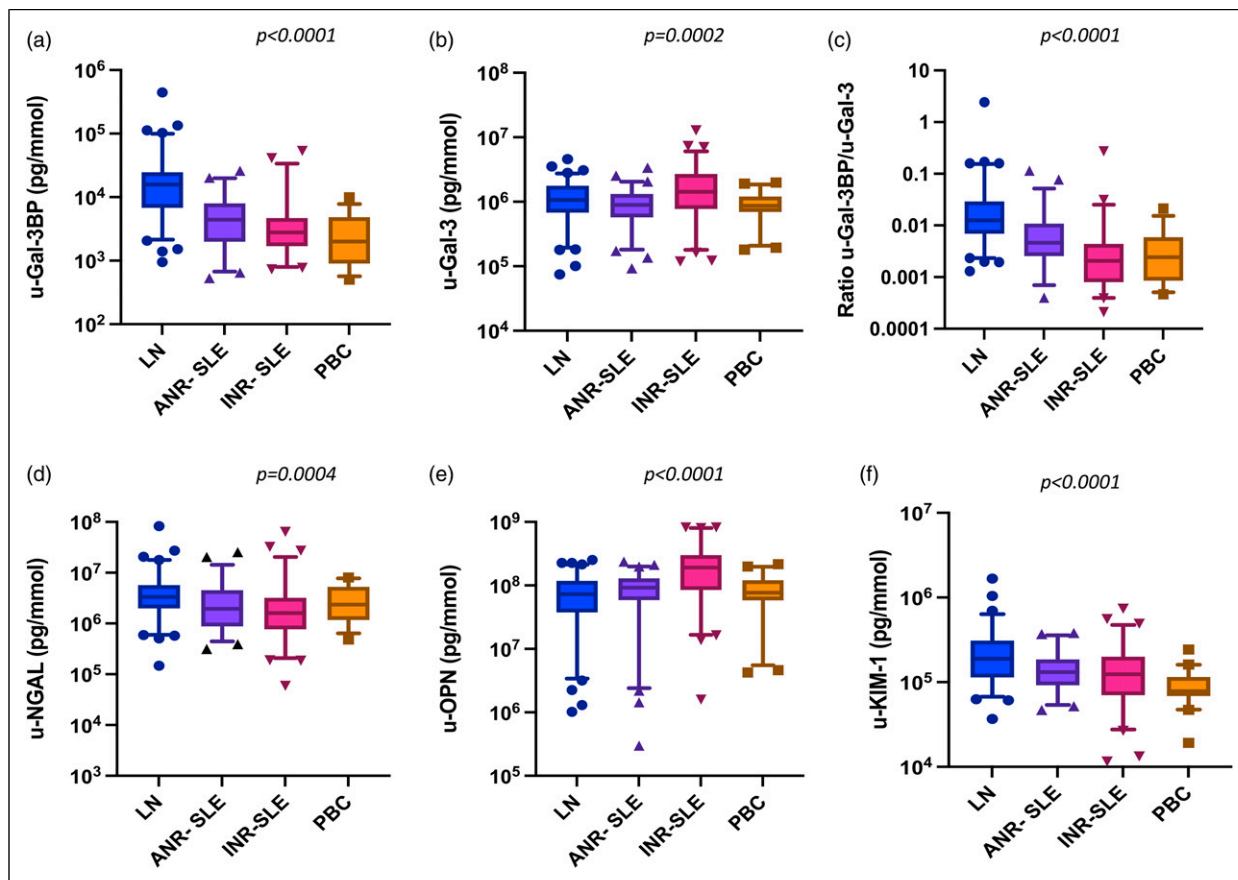 (a)
p<0.0001
u-Gal-3BP (pg/mmol)
10⁶
10⁵
10⁴
10³
10²
LN
ANR- SLE
INR- SLE
PBC
(b)
p=0.0002
u-Gal-3 (pg/mmol)
10⁸
10⁷
10⁶
10⁵
10⁴
LN
ANR-SLE
INR-SLE
PBC
(c)
p<0.0001
Ratio u-Gal-3BP/u-Gal-3
10
1
0.1
0.01
0.001
0.0001
LN
ANR-SLE
INR-SLE
PBC
(d)
p=0.0004
u-NGAL (pg/mmol)
10⁸
10⁷
10⁶
10⁵
10³
LN
ANR- SLE
INR-SLE
PBC
(e)
p<0.0001
u-OPN (pg/mmol)
10⁹
10⁸
10⁷
10⁶
10⁵
LN
ANR- SLE
INR-SLE
PBC
(f)
p<0.0001
u-KIM-1 (pg/mmol)
10⁷
10⁶
10⁵
10⁴
LN
ANR- SLE
INR-SLE
PBC